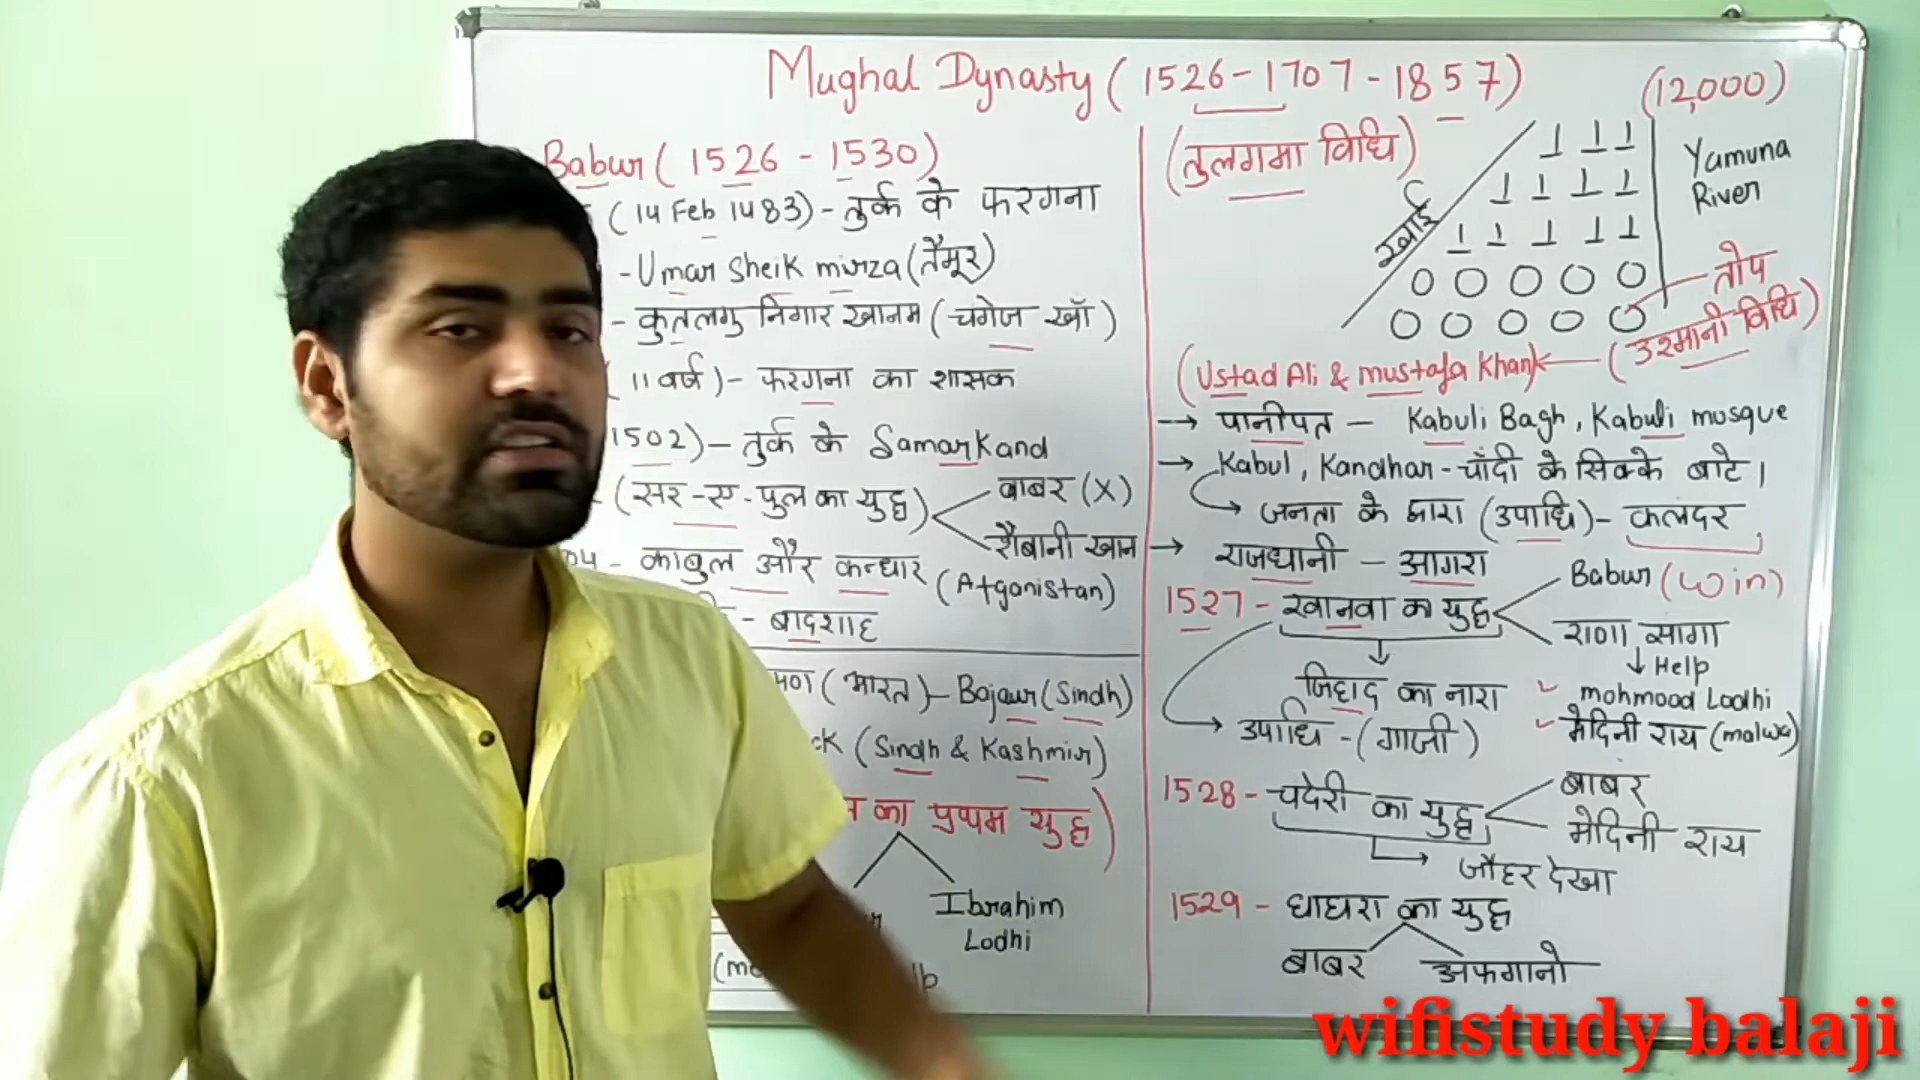 Mughal Dynasty (1526-1707-1857)
(12,000)
Babur (1526 - 1530)
(14 Feb 1483) - तुर्क के फरगना
- Umar Sheik mirza (तैमूर)
- कुतलगु निगार खानम (चंगेज खाँ)
(11 वर्ष) - फरगना का शासक
1502) - तुर्क के Samarkand
(सर-ए-पुल का युद्ध)
बाबर (X)
शैबानी खान
04 - काबुल और कन्धार (Afganistan)
- बादशाह
(भारत) - Bajaur (Sindh)
ck (Sindh & Kashmir)
का प्रथम युद्ध)
Ibrahim
Lodhi
(तुलगमा विधि)
खाई
Yamuna
River
तोप
(उस्मानी विधि)
(Ustad Ali & mustafa Khan)
→ पानीपत - Kabuli Bagh, Kabuli mosque
→ Kabul, Kandhar - चाँदी के सिक्के बाटे।
जनता के द्वारा (उपाधि) - कलंदर
→ राजधानी - आगरा
1527 - खानवा का युद्ध
Babur (Win)
राणा सागा
Help
mohmood Lodhi
मेदिनी राय (malwa)
जिहाद का नारा
उपाधि - (गाजी)
1528 - चदेरी का युद्ध
बाबर
मेदिनी राय
जौहर देखा
1529 - घाघरा का युद्ध
बाबर अफगानो
wifistudy balaji